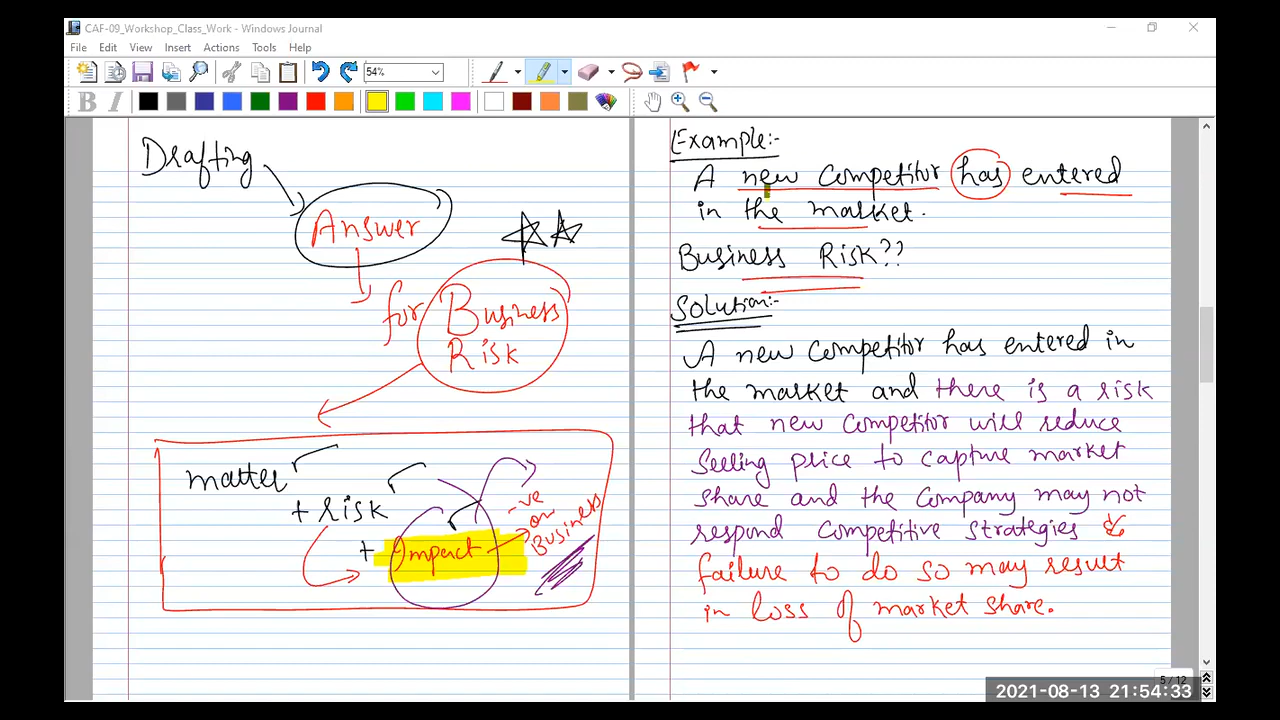 CAF-09_Workshop_Class_Work - Windows Journal
File Edit View Insert Actions Tools Help
54%
B I
Drafting
Answer
for Business
Risk
matter
+ risk
+ Impact
-ve
on
Business
Example:-
A new Competitor has entered
in the market.
Business Risk??
Solution:-
A new Competitor has entered in
the market and there is a risk
that new Competitor will reduce
Seeling price to capture market
share and the Company may not
respond Competitive Strategies &
failure to do so may result
in loss of market share.
5 / 12
2021-08-13 21:54:33